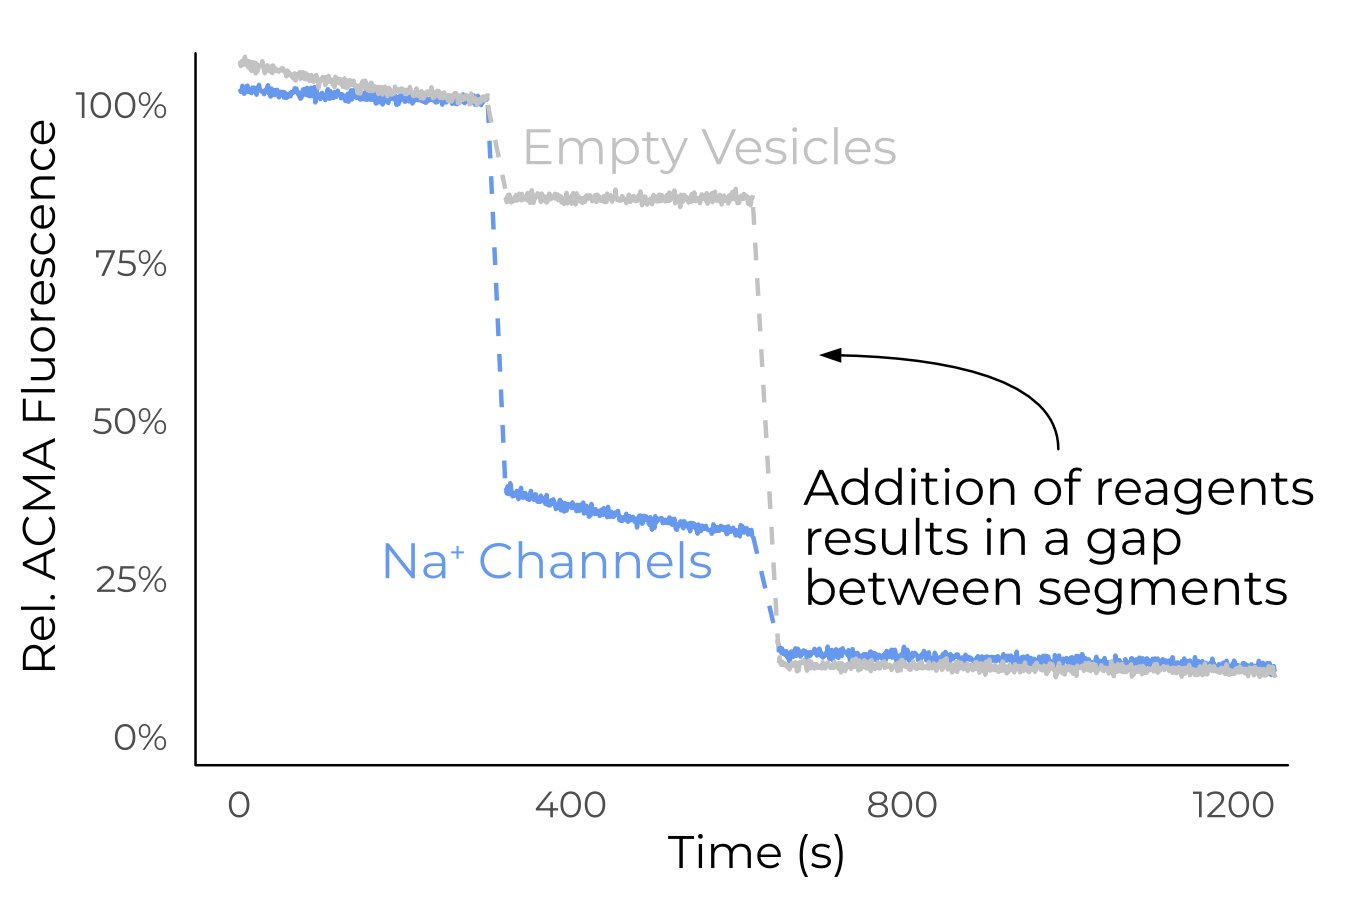 Rel. ACMA Fluorescence
100%
75%
50%
25%
0%
Empty Vesicles
Na⁺ Channels
Addition of reagents
results in a gap
between segments
0 400 800 1200
Time (s)